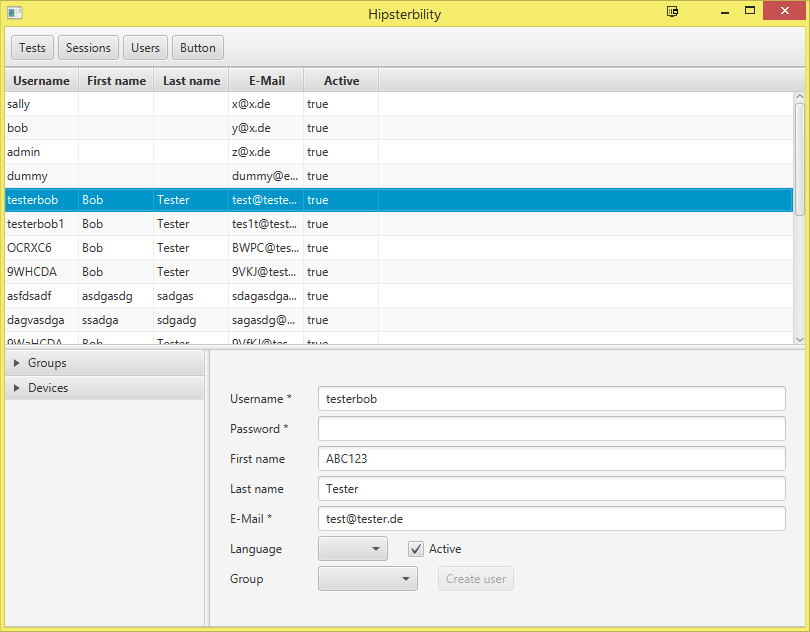 Hipsterbility
Tests Sessions Users Button
Username First name Last name E-Mail Active
sally x@x.de true
bob y@x.de true
admin z@x.de true
dummy dummy@e... true
testerbob Bob Tester test@teste... true
testerbob1 Bob Tester tes1t@test... true
OCRXC6 Bob Tester BWPC@tes... true
9WHCDA Bob Tester 9VKJ@test... true
asfdsadf asdgasdg sadgas sdagasdga... true
dagvasdga ssadga sdgadg sagasdg@... true
9WaHCDA Bob Tester 9VfKJ@tes... true
Groups
Devices
Username * testerbob
Password *
First name ABC123
Last name Tester
E-Mail * test@tester.de
Language Active
Group Create user